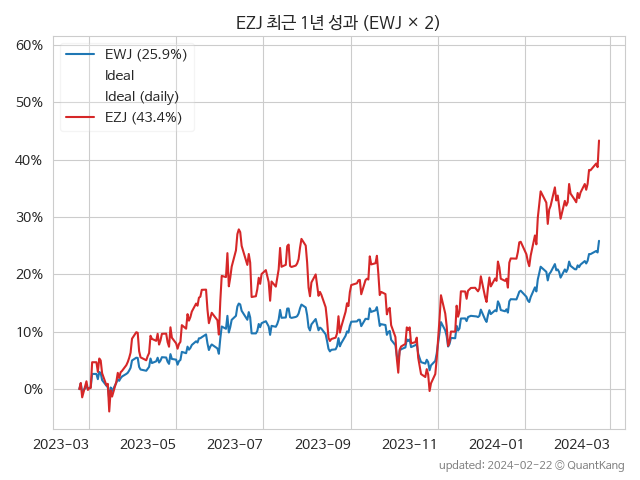 EZJ 최근 1년 성과 (EWJ × 2)
60%
50%
40%
30%
20%
10%
0%
EWJ (25.9%)
Ideal
Ideal (daily)
EZJ (43.4%)
2023-03 2023-05 2023-07 2023-09 2023-11 2024-01 2024-03
updated: 2024-02-22 © QuantKang